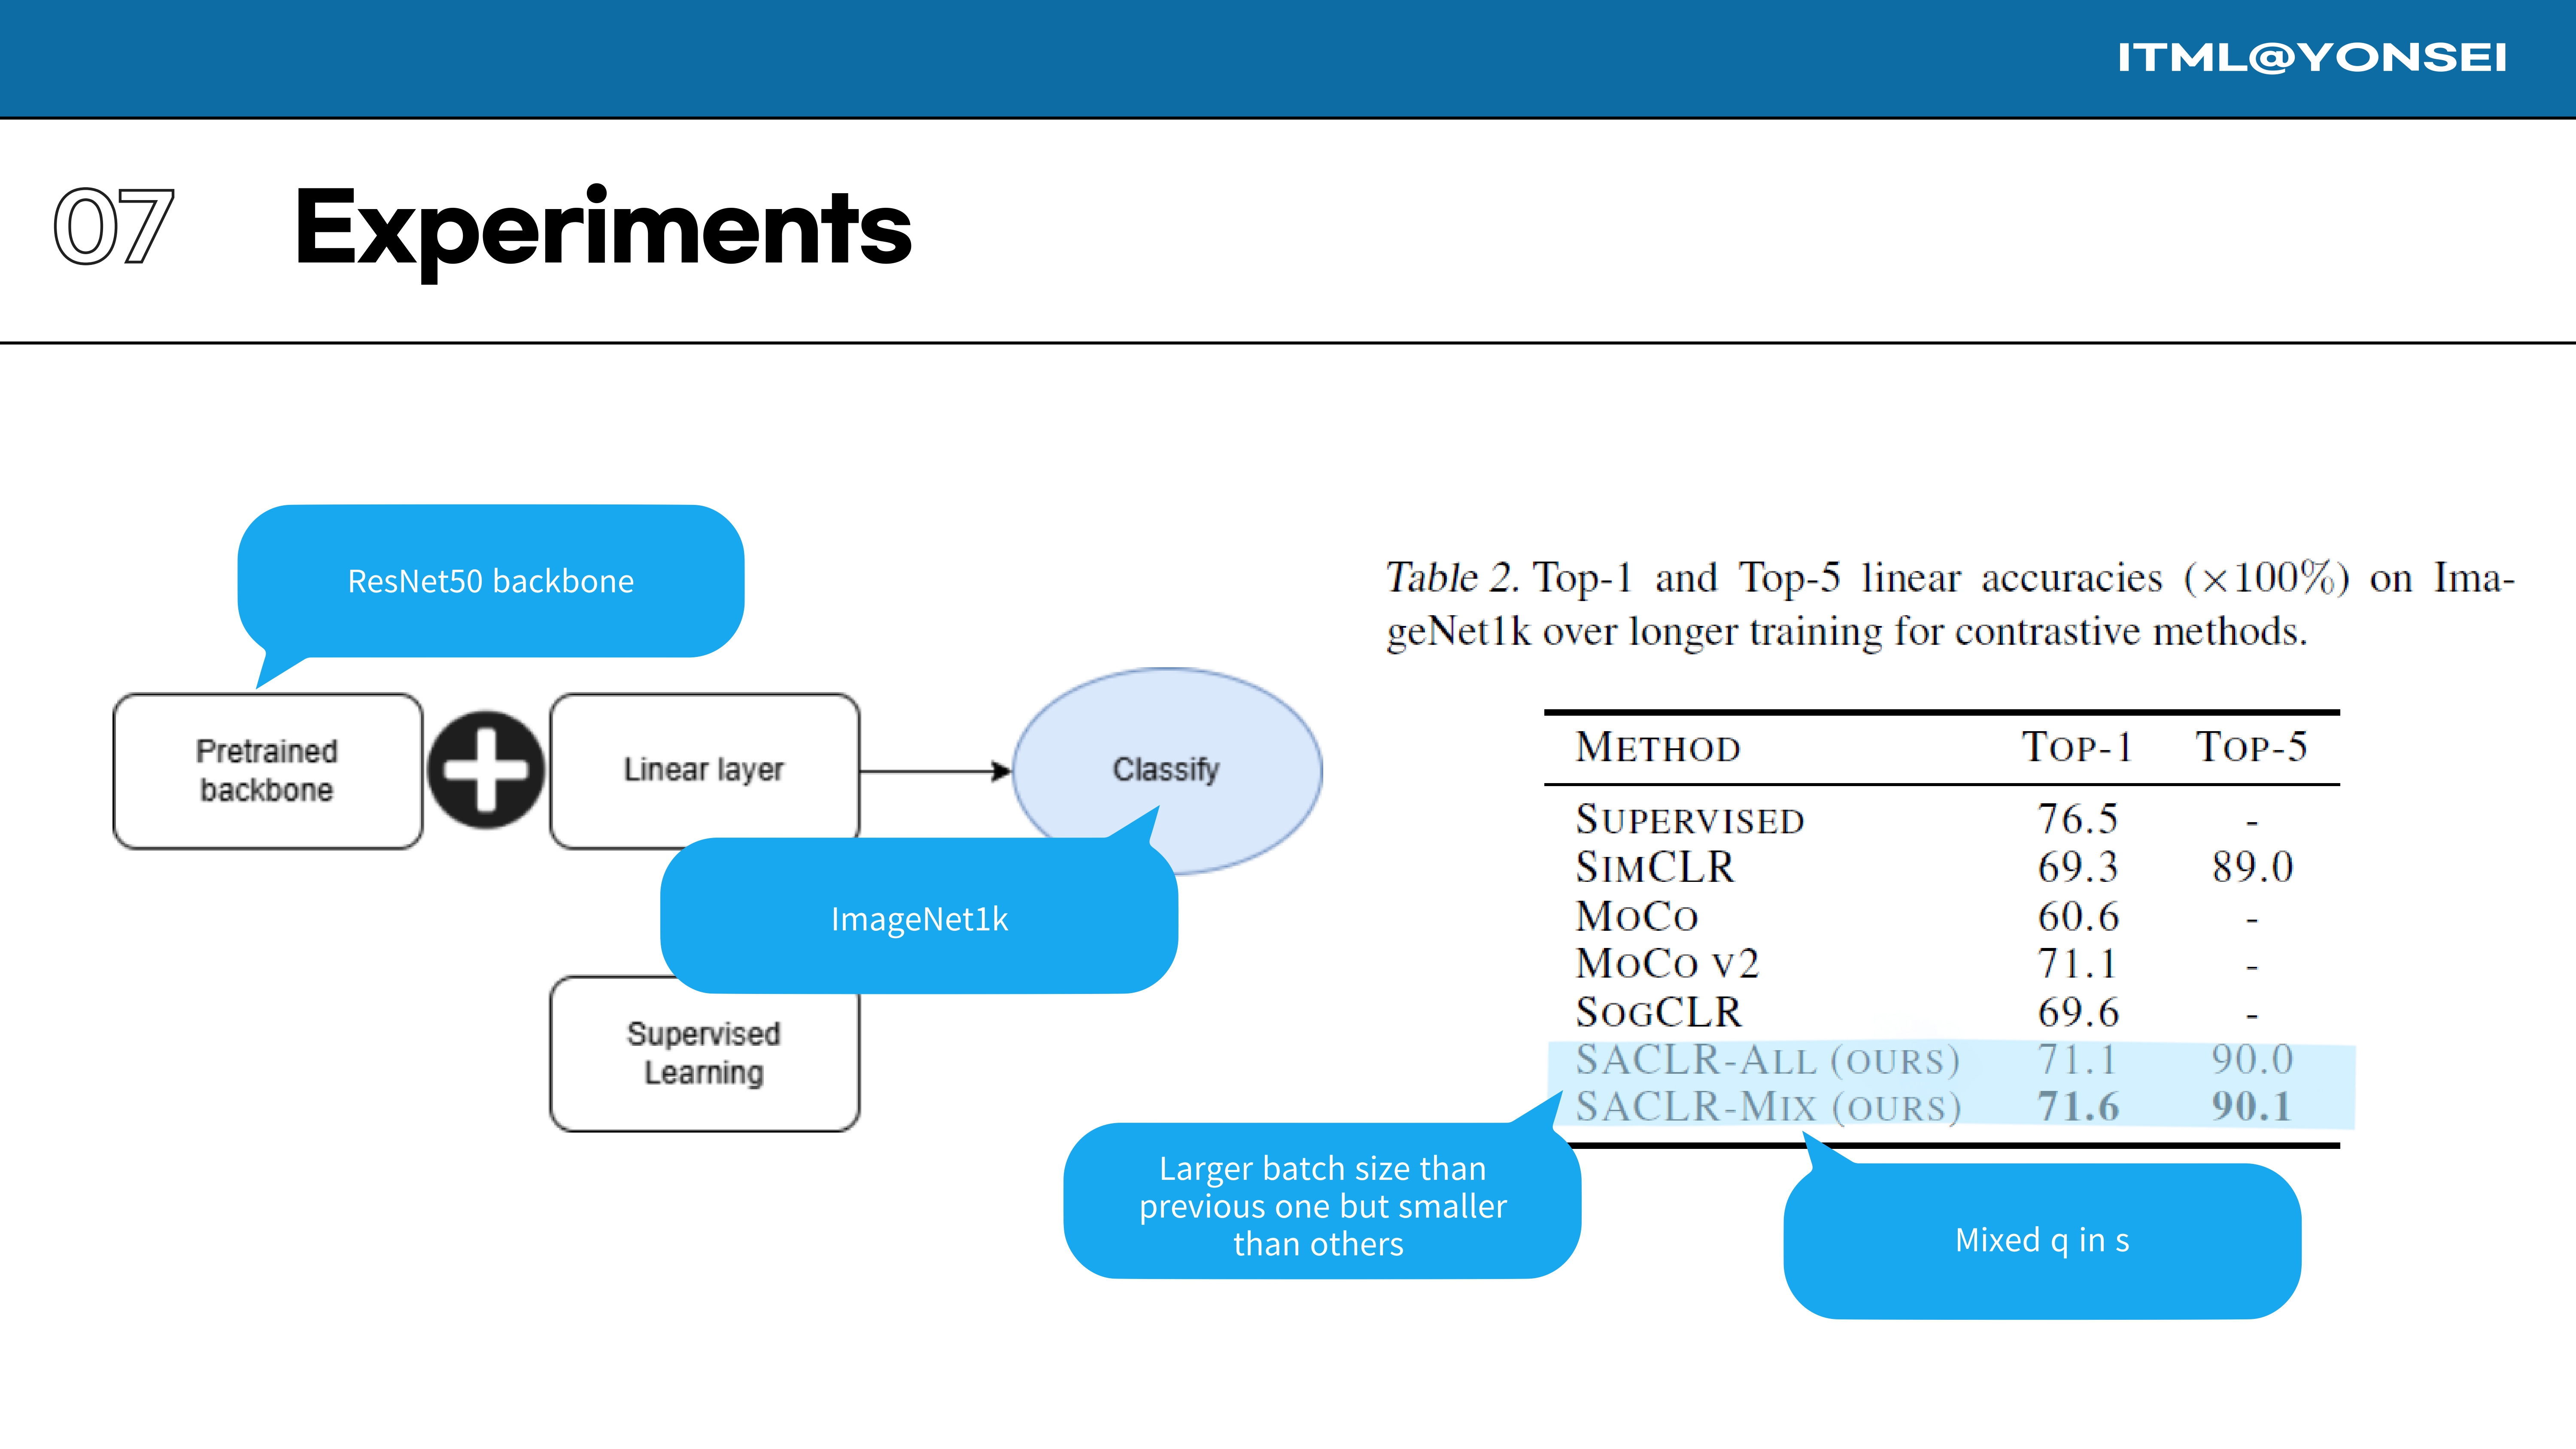 ITML@YONSEI
07 Experiments
ResNet50 backbone
Pretrained
backbone
Linear layer
Classify
ImageNet1k
Supervised
Learning
Table 2. Top-1 and Top-5 linear accuracies (×100%) on Ima-
geNet1k over longer training for contrastive methods.
METHOD TOP-1 TOP-5
SUPERVISED 76.5 -
SIMCLR 69.3 89.0
MOCO 60.6 -
MOCO V2 71.1 -
SOGCLR 69.6 -
SACLR-ALL (OURS) 71.1 90.0
SACLR-MIX (OURS) 71.6 90.1
Larger batch size than
previous one but smaller
than others
Mixed q in s